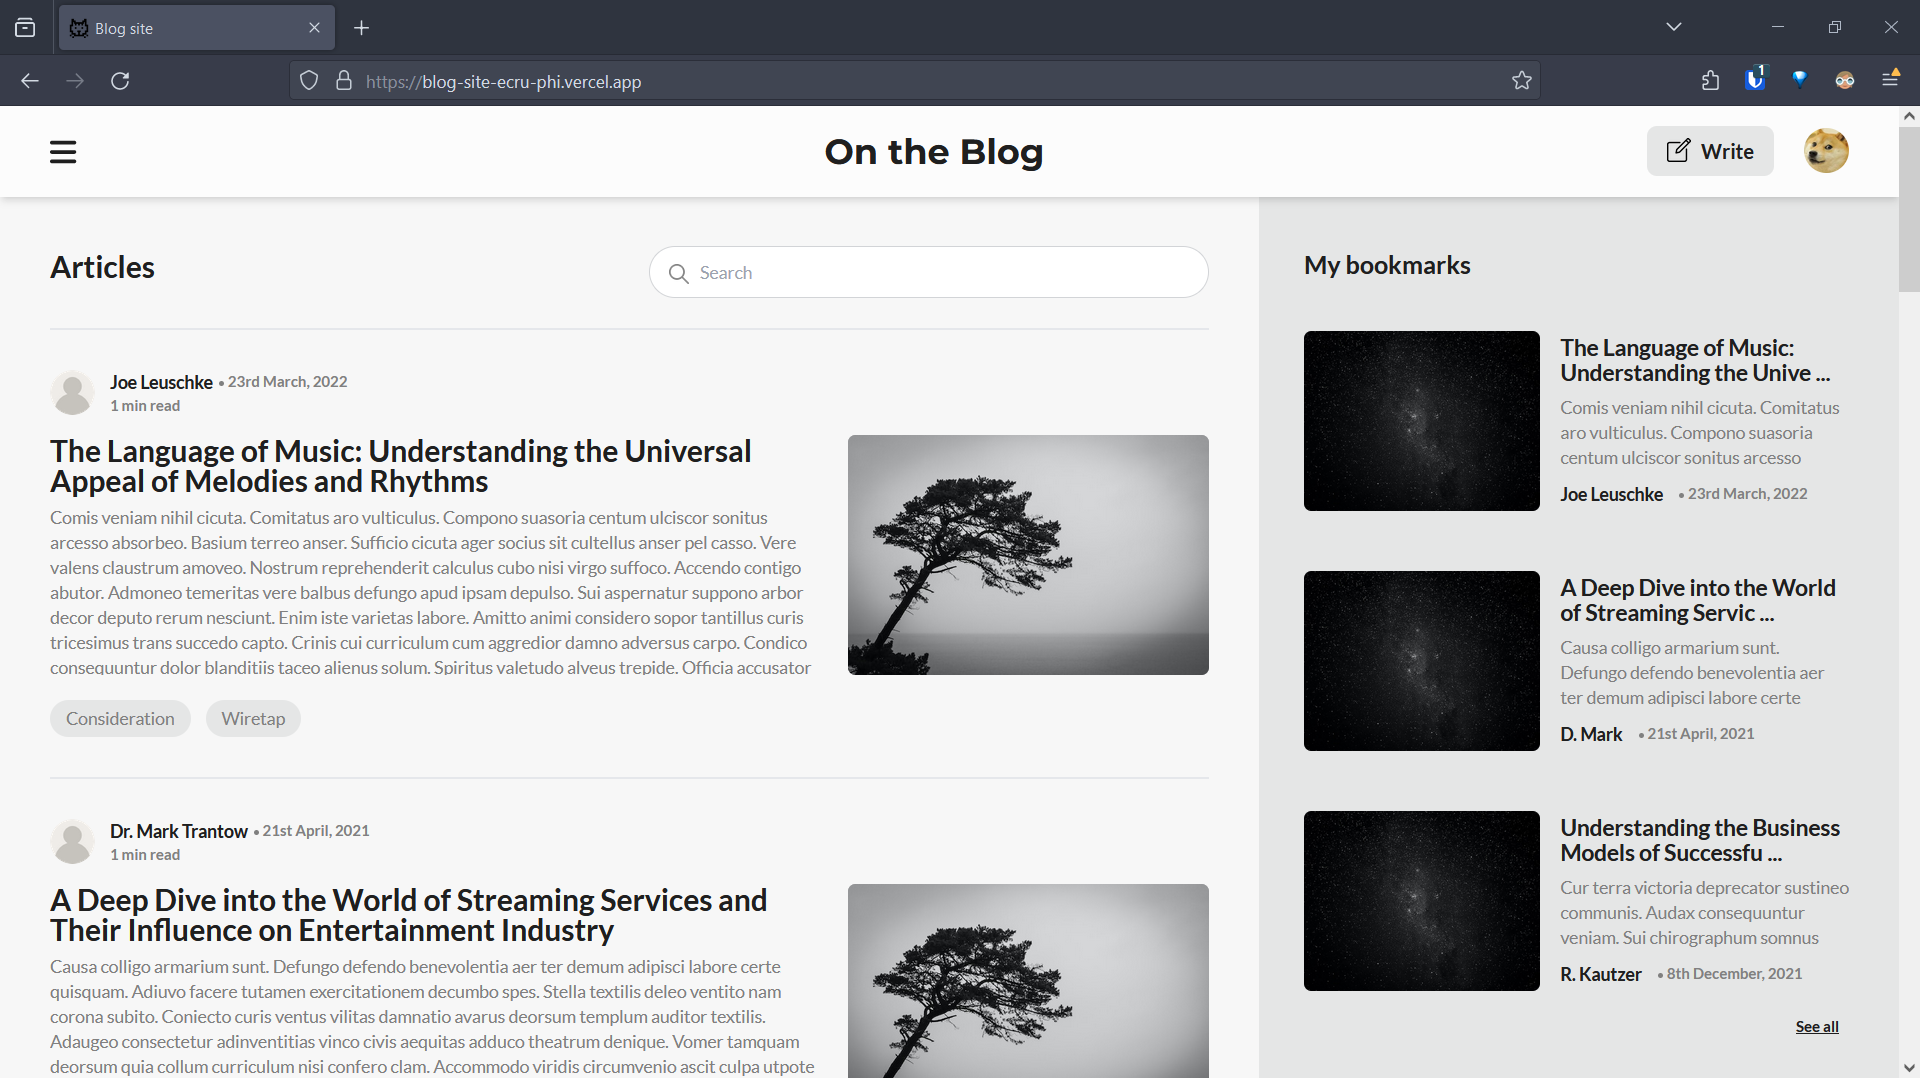 Blog site
https://blog-site-ecru-phi.vercel.app
1
On the Blog
Write
Articles
Search
Joe Leuschke • 23rd March, 2022
1 min read
The Language of Music: Understanding the Universal
Appeal of Melodies and Rhythms
Comis veniam nihil cicuta. Comitatus aro vulticulus. Compono suasoria centum ulciscor sonitus
arcesso absorbeo. Basium terreo anser. Sufficio cicuta ager socius sit cultellus anser pel casso. Vere
valens claustrum amoveo. Nostrum reprehenderit calculus cubo nisi virgo suffoco. Accendo contigo
abutor. Admoneo temeritas vere balbus defungo apud ipsam depulso. Sui aspernatur suppono arbor
decor deputo rerum nesciunt. Enim iste varietas labore. Amitto animi considero sopor tantillus curis
tricesimus trans succedo capto. Crinis cui curriculum cum aggredior damno adversus carpo. Condico
consequuntur dolor blanditiis taceo alienus solum. Spiritus valetudo alveus trepide. Officia accusator
Consideration
Wiretap
Dr. Mark Trantow • 21st April, 2021
1 min read
A Deep Dive into the World of Streaming Services and
Their Influence on Entertainment Industry
Causa colligo armarium sunt. Defungo defendo benevolentia aer ter demum adipisci labore certe
quisquam. Adiuvo facere tutamen exercitationem decumbo spes. Stella textilis deleo ventito nam
corona subito. Coniecto curis ventus vilitas damnatio avarus deorsum templum auditor textilis.
Adaugeo consectetur adinventitias vinco civis aequitas adduco theatrum denique. Vomer tamquam
deorsum quia collum curriculum nisi confero clam. Accommodo viridis circumvenio ascit culpa utpote
My bookmarks
The Language of Music:
Understanding the Unive ...
Comis veniam nihil cicuta. Comitatus
aro vulticulus. Compono suasoria
centum ulciscor sonitus arcesso
Joe Leuschke • 23rd March, 2022
A Deep Dive into the World
of Streaming Servic ...
Causa colligo armarium sunt.
Defungo defendo benevolentia aer
ter demum adipisci labore certe
D. Mark • 21st April, 2021
Understanding the Business
Models of Successfu ...
Cur terra victoria deprecator sustineo
communis. Audax consequuntur
veniam. Sui chirographum somnus
R. Kautzer • 8th December, 2021
See all